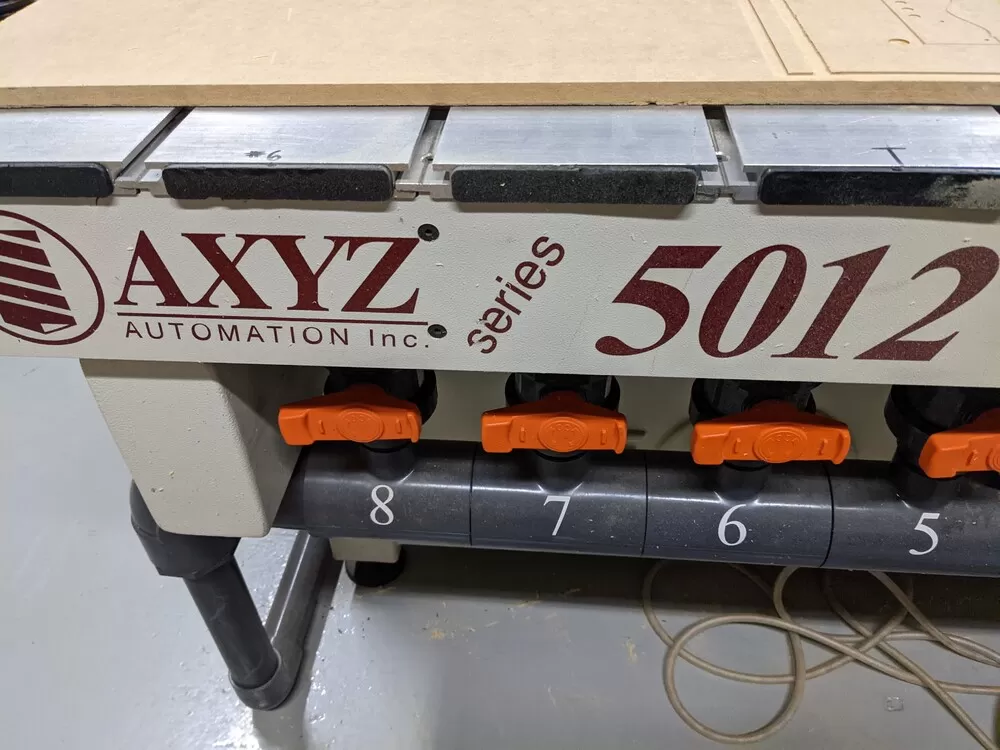 #6
AXYZ
AUTOMATION Inc.
series
5012
8
7
6
5